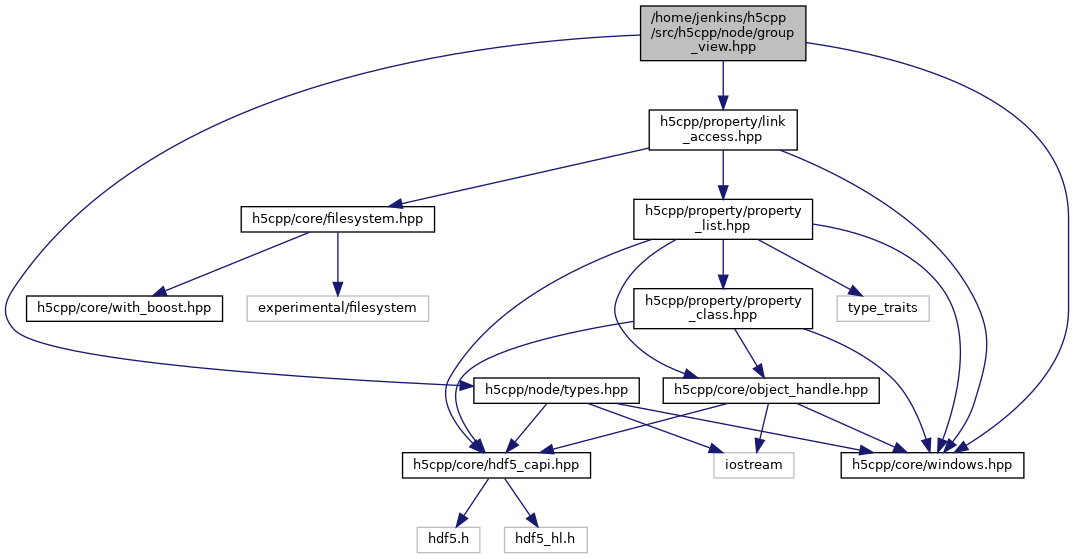 /home/jenkins/h5cpp
/src/h5cpp/node/group
_view.hpp
h5cpp/property/link
_access.hpp
h5cpp/core/filesystem.hpp
h5cpp/property/property
_list.hpp
h5cpp/core/with_boost.hpp
experimental/filesystem
h5cpp/property/property
_class.hpp
type_traits
h5cpp/node/types.hpp
h5cpp/core/object_handle.hpp
h5cpp/core/hdf5_capi.hpp
iostream
h5cpp/core/windows.hpp
hdf5.h
hdf5_hl.h